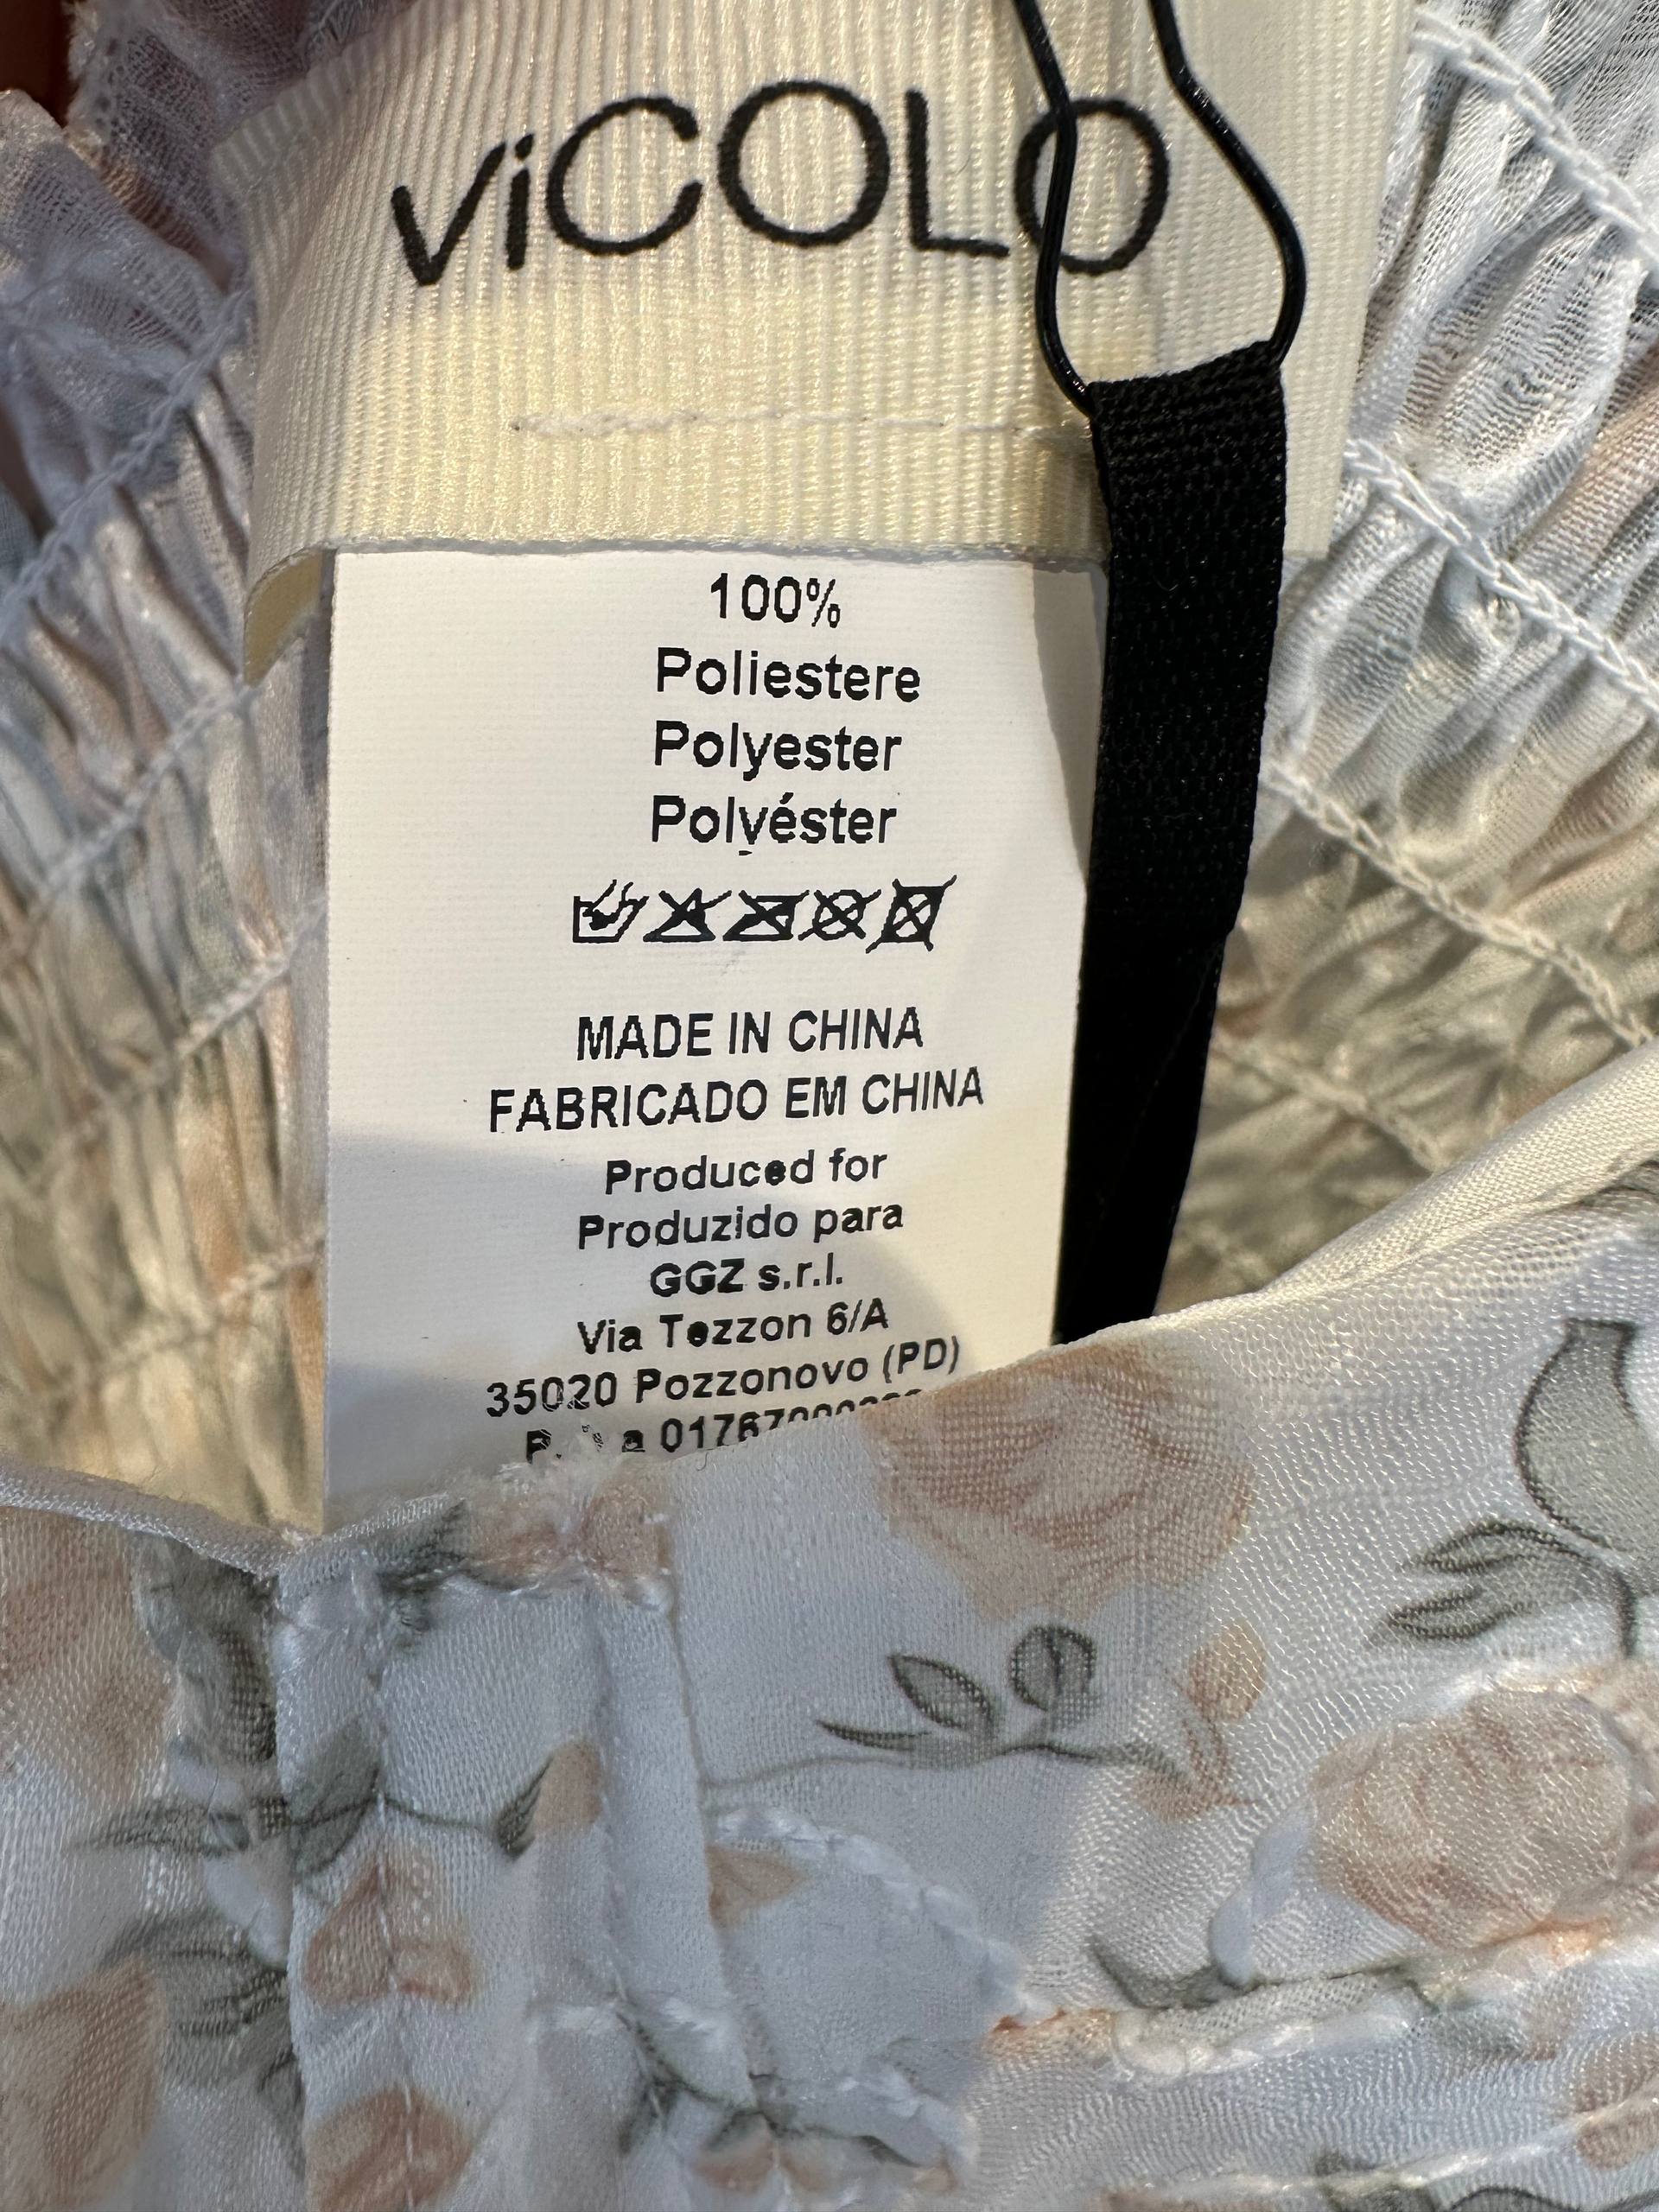 ViCOLO
100%
Poliestere
Polyester
Polyéster
MADE IN CHINA
FABRICADO EM CHINA
Produced for
Produzido para
GGZ s.r.l.
Via Tezzon 6/A
35020 Pozzonovo (PD)